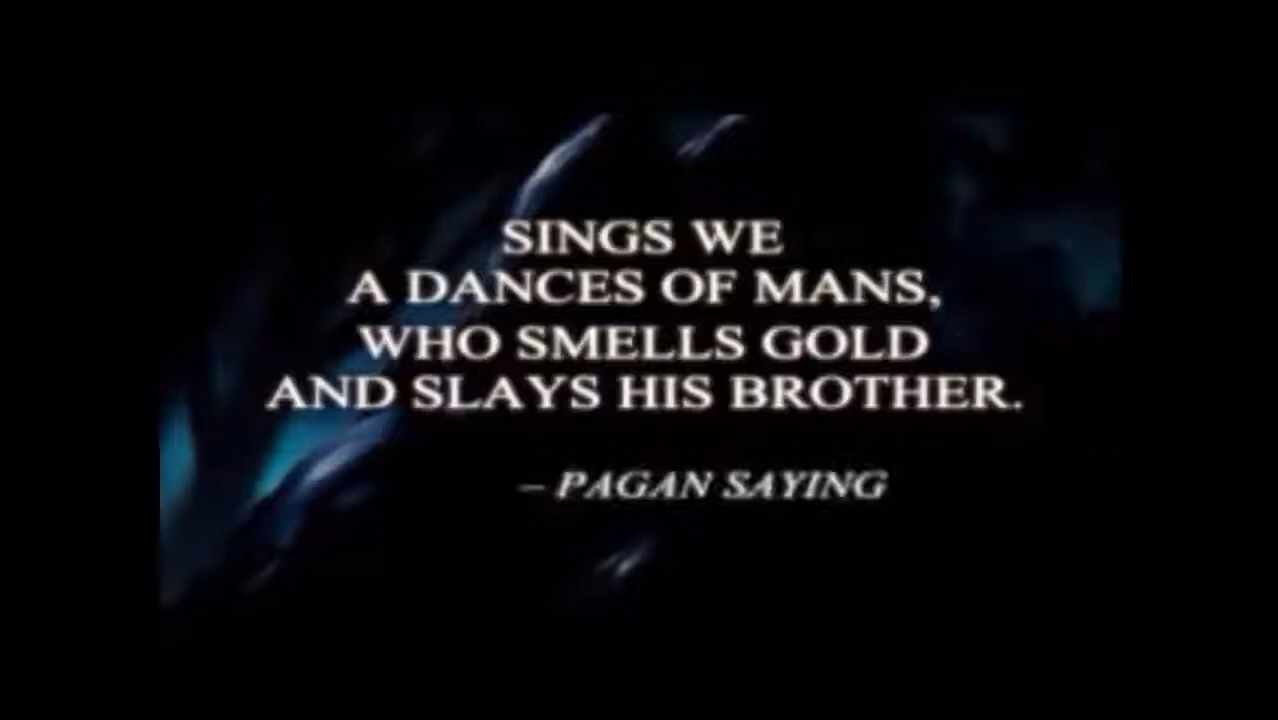 SINGS WE
A DANCES OF MANS,
WHO SMELLS GOLD
AND SLAYS HIS BROTHER.
– PAGAN SAYING